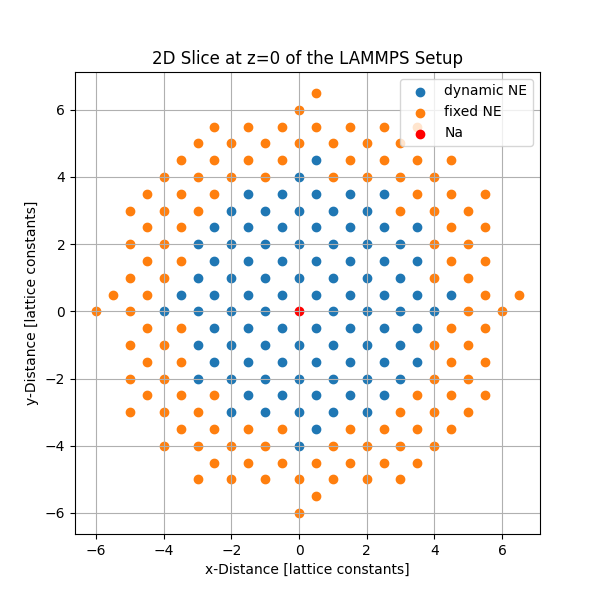 2D Slice at z=0 of the LAMMPS Setup
dynamic NE
fixed NE
Na
6
4
2
0
−2
−4
−6
y-Distance [lattice constants]
−6 −4 −2 0 2 4 6
x-Distance [lattice constants]